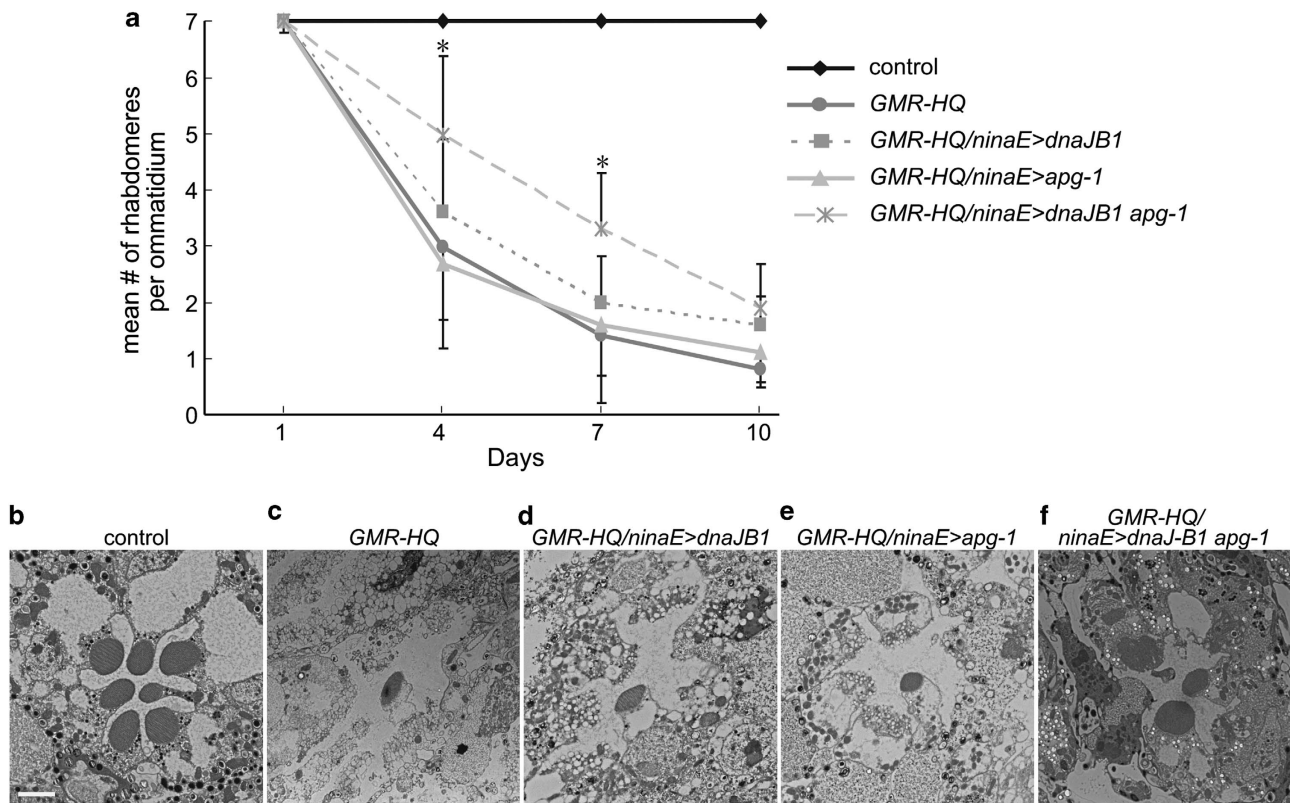 a
7
6
5
4
3
2
1
0
mean # of rhabdomeres
per ommatidium
*
*
1
4
7
10
Days
control
GMR-HQ
GMR-HQ/ninaE>dnaJB1
GMR-HQ/ninaE>apg-1
GMR-HQ/ninaE>dnaJB1 apg-1
b
control
c
GMR-HQ
d
GMR-HQ/ninaE>dnaJB1
e
GMR-HQ/ninaE>apg-1
f
GMR-HQ/
ninaE>dnaJ-B1 apg-1